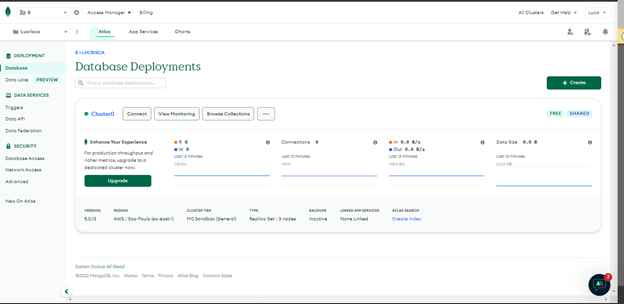 B
Access Manager
Billing
All Clusters
Get Help
Luca
Lucrisca
Atlas
App Services
Charts
DEPLOYMENT
Database
Data Lake PREVIEW
DATA SERVICES
Triggers
Data API
Data Federation
SECURITY
Database Access
Network Access
Advanced
New On Atlas
B > LUCRISCA
Database Deployments
Find a database deployment...
+ Create
Cluster0
Connect
View Monitoring
Browse Collections
...
FREE
SHARED
Enhance Your Experience
For production throughput and
richer metrics, upgrade to a
dedicated cluster now!
Upgrade
R 0
W 0
Last 12 minutes
100.0/s
Connections 0
Last 12 minutes
100.0
In 0.0 B/s
Out 0.0 B/s
Last 12 minutes
100.0 B/s
Data Size 0.0 B
Last 12 minutes
512.0 MB
VERSION
5.0.13
REGION
AWS / Sao Paulo (sa-east-1)
CLUSTER TIER
M0 Sandbox (General)
TYPE
Replica Set - 3 nodes
BACKUPS
Inactive
LINKED APP SERVICES
None Linked
ATLAS SEARCH
Create Index
System Status: All Good
©2022 MongoDB, Inc.
Status
Terms
Privacy
Atlas Blog
Contact Sales
2